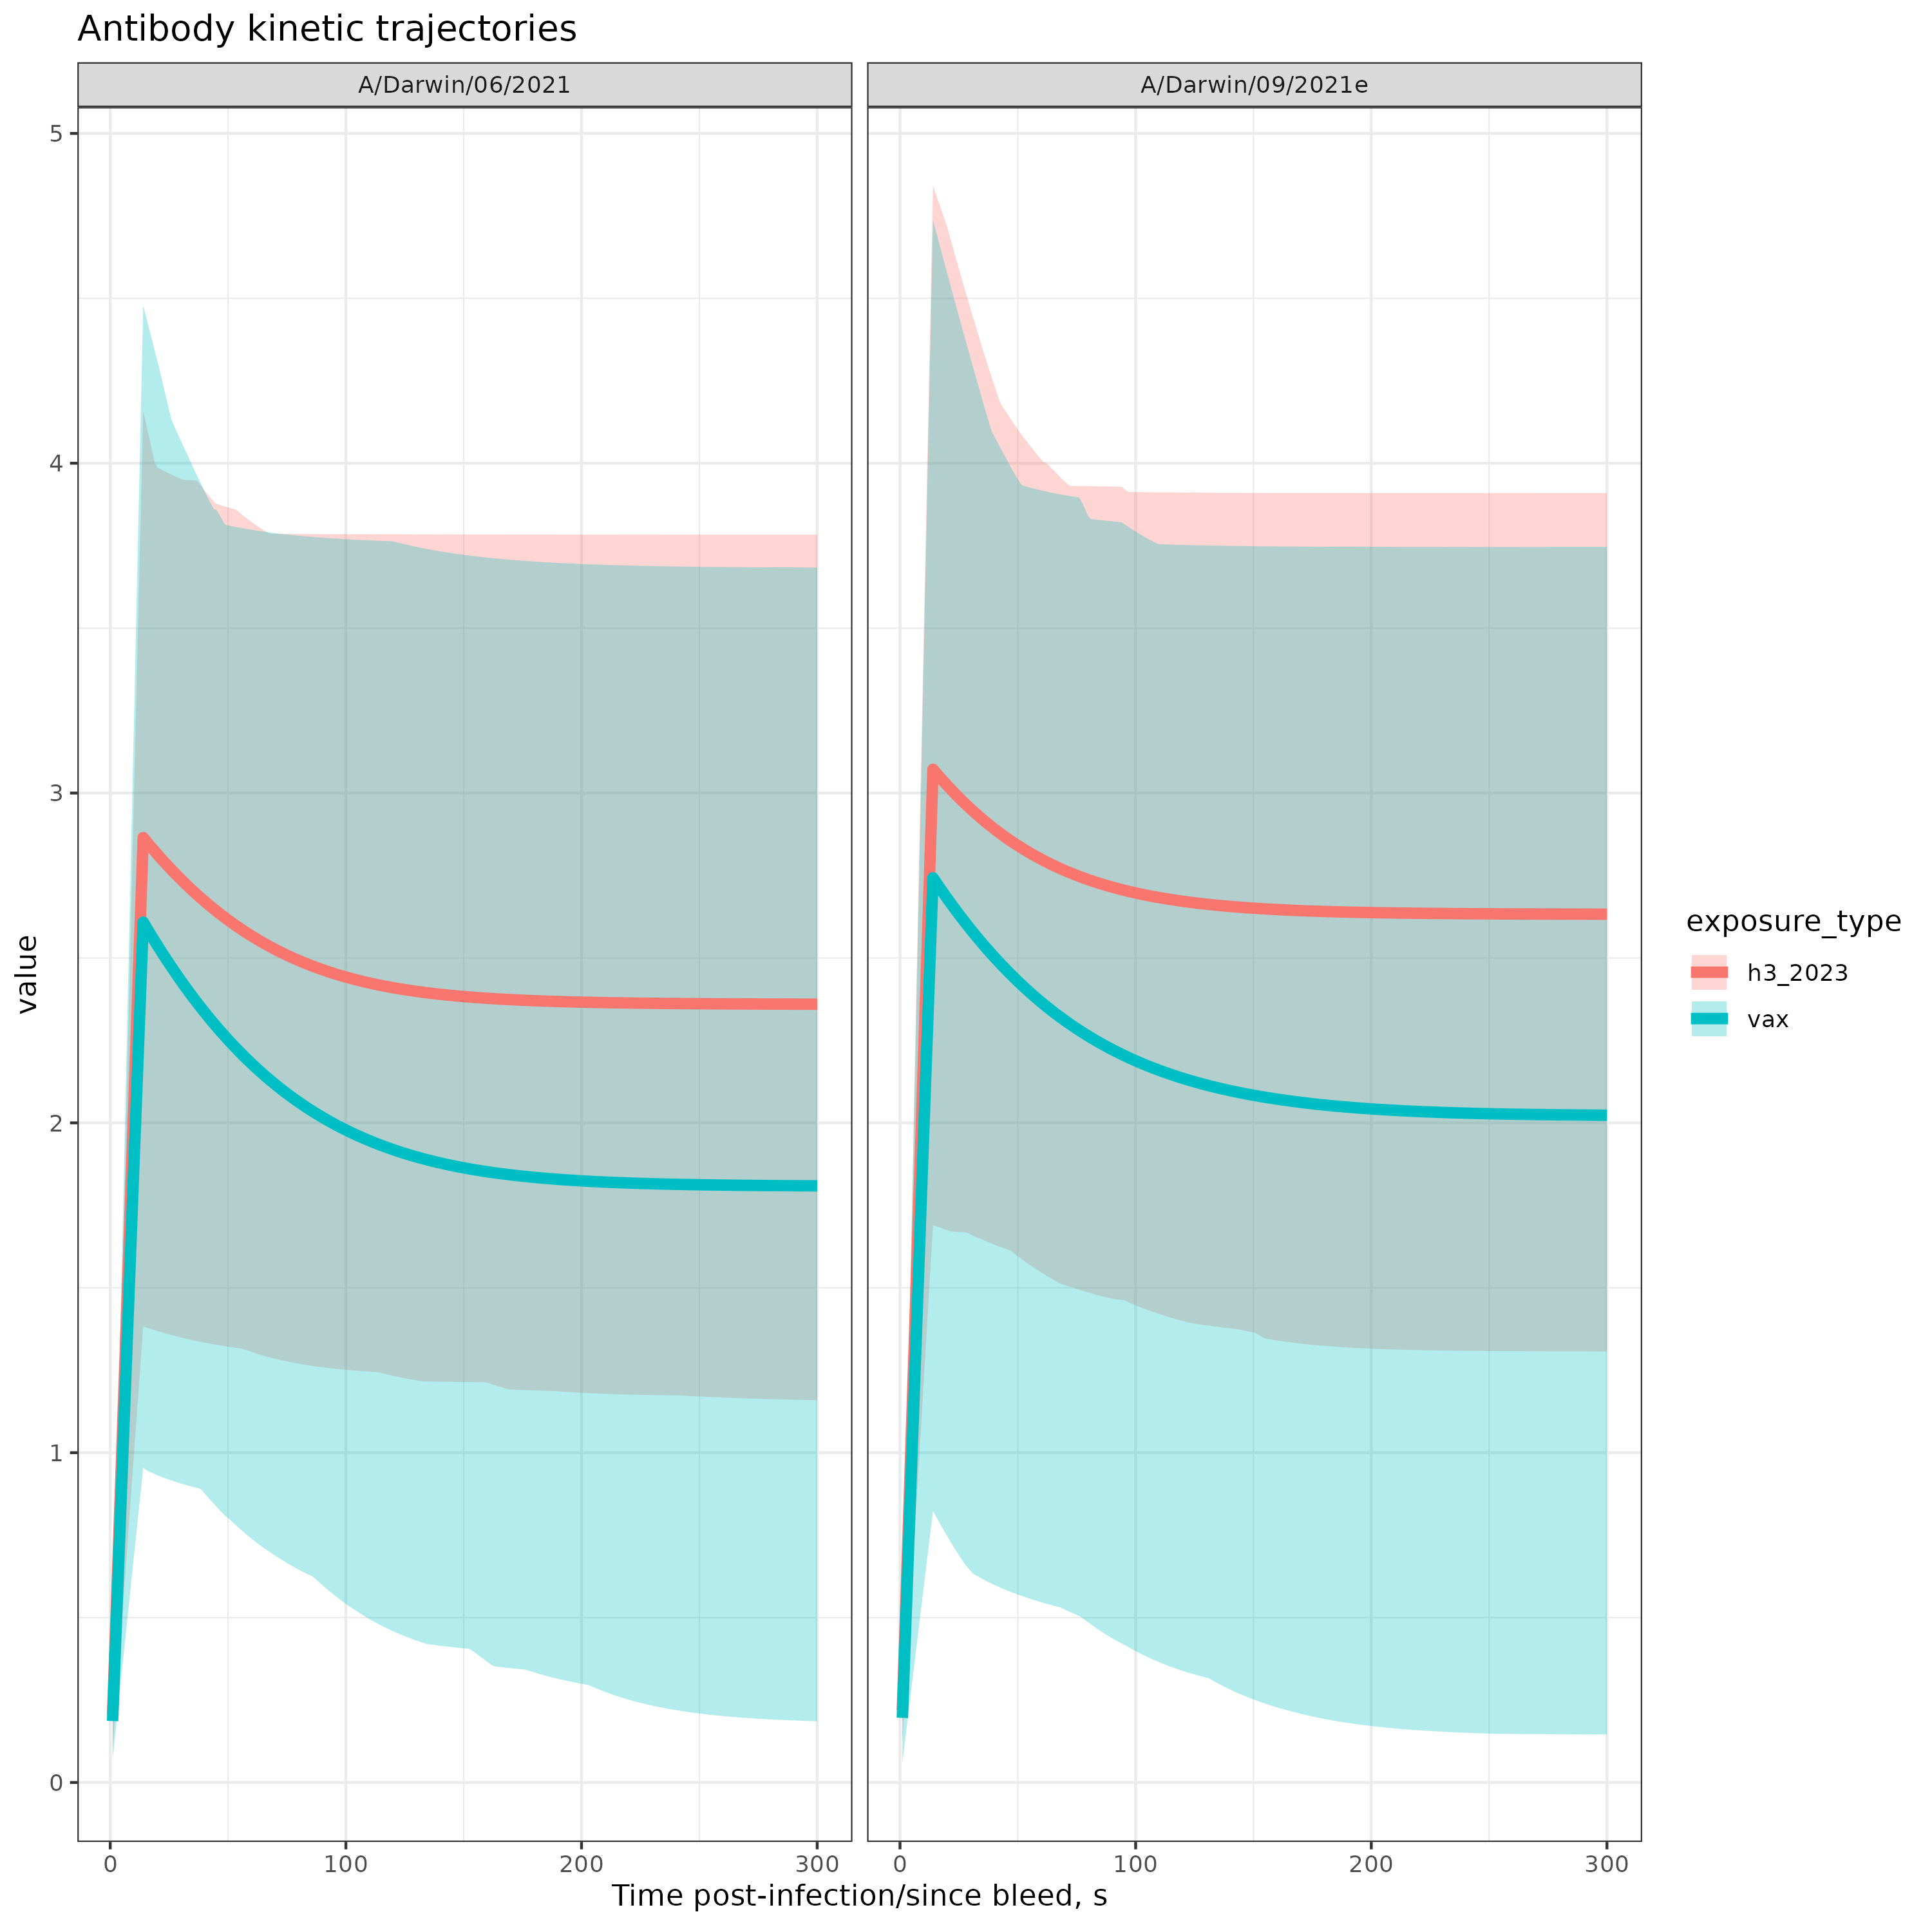 Antibody kinetic trajectories
A/Darwin/06/2021
A/Darwin/09/2021e
5
4
3
2
1
0
value
0
100
200
300
0
100
200
300
Time post-infection/since bleed, s
exposure_type
h3_2023
vax